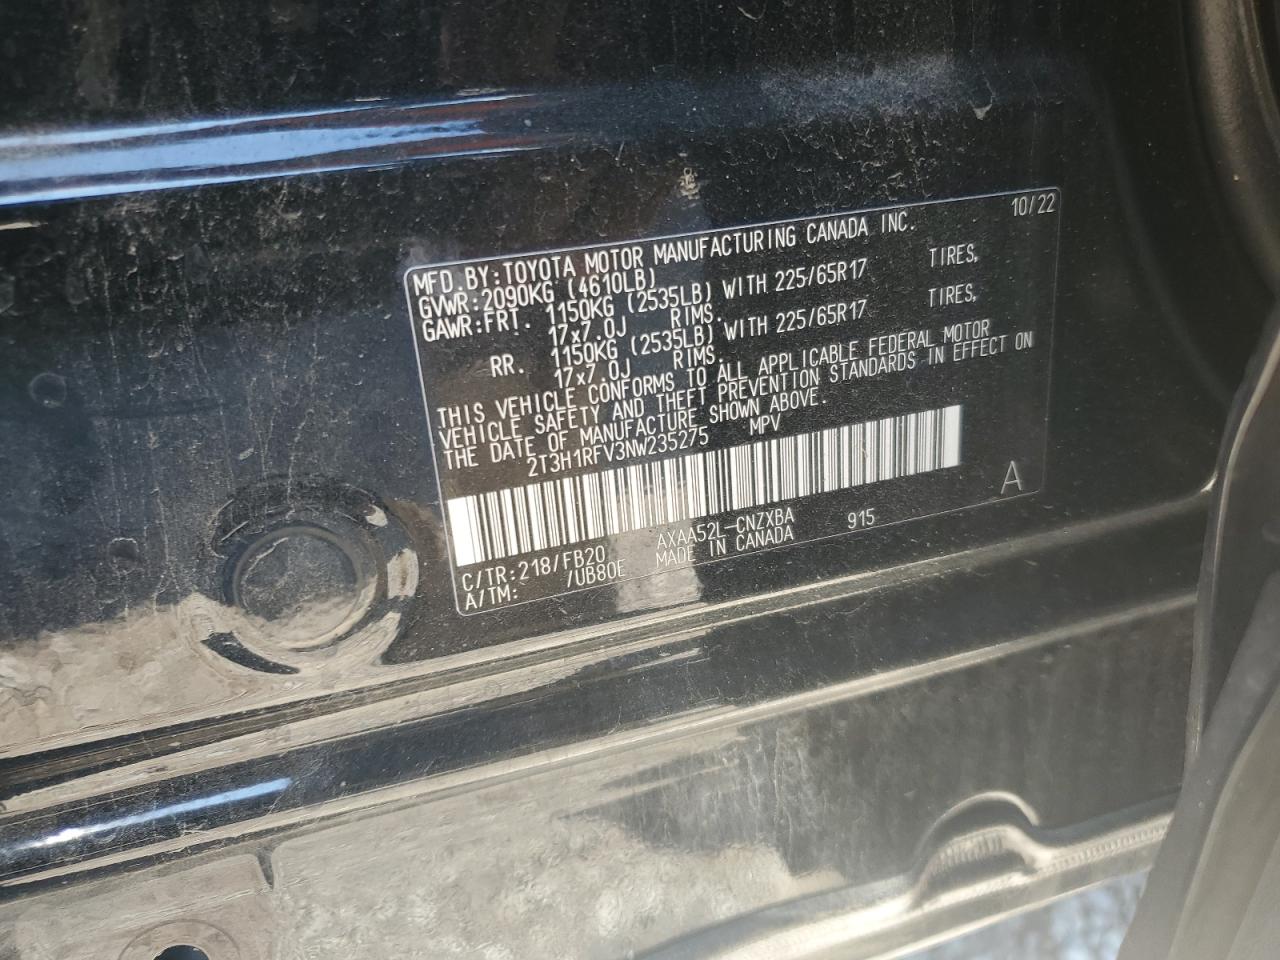 10/22
MFD.BY:TOYOTA MOTOR MANUFACTURING CANADA INC.
GVWR:2090KG (4610LB)
GAWR:FRT. 1150KG (2535LB) WITH 225/65R17 TIRES,
17x7.0J RIMS.
RR. 1150KG (2535LB) WITH 225/65R17 TIRES,
17x7.0J RIMS.
THIS VEHICLE CONFORMS TO ALL APPLICABLE FEDERAL MOTOR
VEHICLE SAFETY AND THEFT PREVENTION STANDARDS IN EFFECT ON
THE DATE OF MANUFACTURE SHOWN ABOVE.
2T3H1RFV3NW235275 MPV
A
C/TR:218/FB20 AXAA52L-CNZXBA 915
A/TM: /UB80E MADE IN CANADA